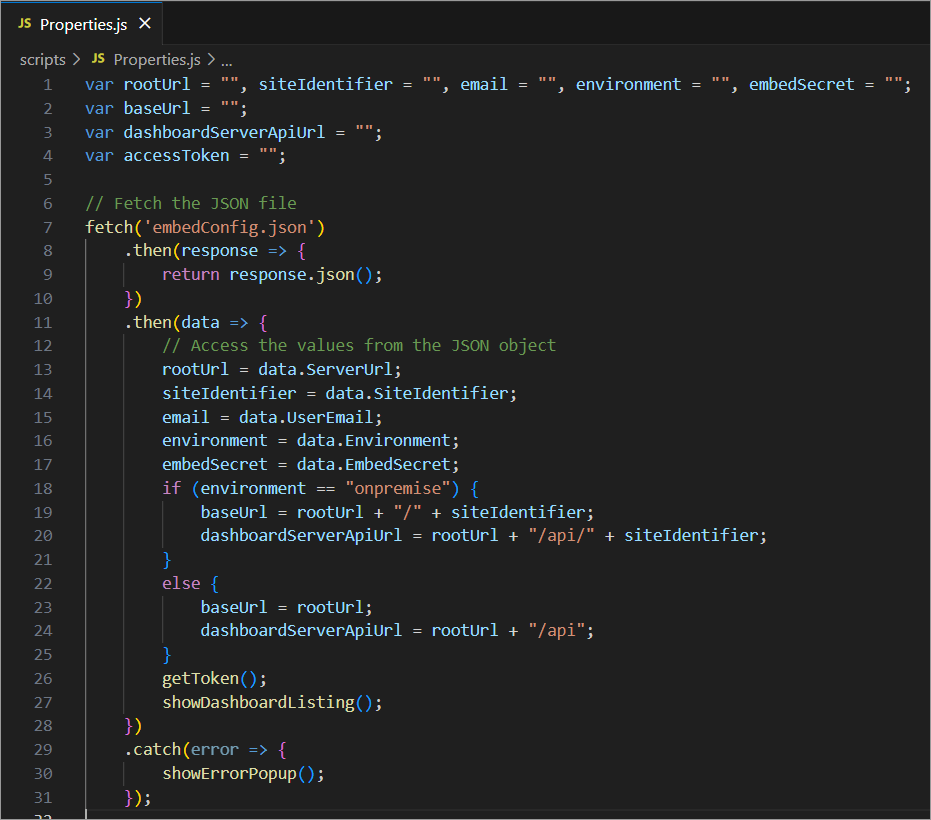 JS Properties.js ✕
scripts > JS Properties.js > ...
1 var rootUrl = "", siteIdentifier = "", email = "", environment = "", embedSecret = "";
2 var baseUrl = "";
3 var dashboardServerApiUrl = "";
4 var accessToken = "";
5
6 // Fetch the JSON file
7 fetch('embedConfig.json')
8     .then(response => {
9         return response.json();
10     })
11     .then(data => {
12         // Access the values from the JSON object
13         rootUrl = data.ServerUrl;
14         siteIdentifier = data.SiteIdentifier;
15         email = data.UserEmail;
16         environment = data.Environment;
17         embedSecret = data.EmbedSecret;
18         if (environment == "onpremise") {
19             baseUrl = rootUrl + "/" + siteIdentifier;
20             dashboardServerApiUrl = rootUrl + "/api/" + siteIdentifier;
21         }
22         else {
23             baseUrl = rootUrl;
24             dashboardServerApiUrl = rootUrl + "/api";
25         }
26         getToken();
27         showDashboardListing();
28     })
29     .catch(error => {
30         showErrorPopup();
31     });
32